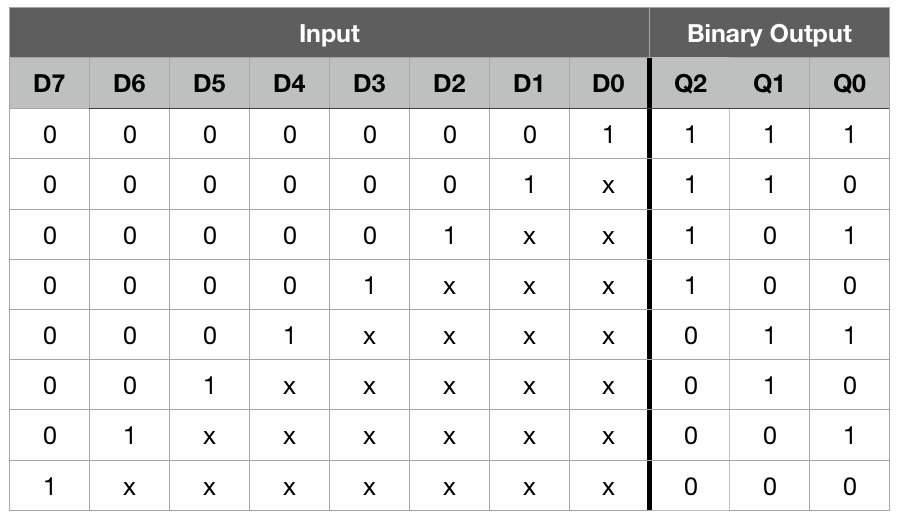 Input Binary Output
D7 D6 D5 D4 D3 D2 D1 D0 Q2 Q1 Q0
0 0 0 0 0 0 0 1 1 1 1
0 0 0 0 0 0 1 x 1 1 0
0 0 0 0 0 1 x x 1 0 1
0 0 0 0 1 x x x 1 0 0
0 0 0 1 x x x x 0 1 1
0 0 1 x x x x x 0 1 0
0 1 x x x x x x 0 0 1
1 x x x x x x x 0 0 0